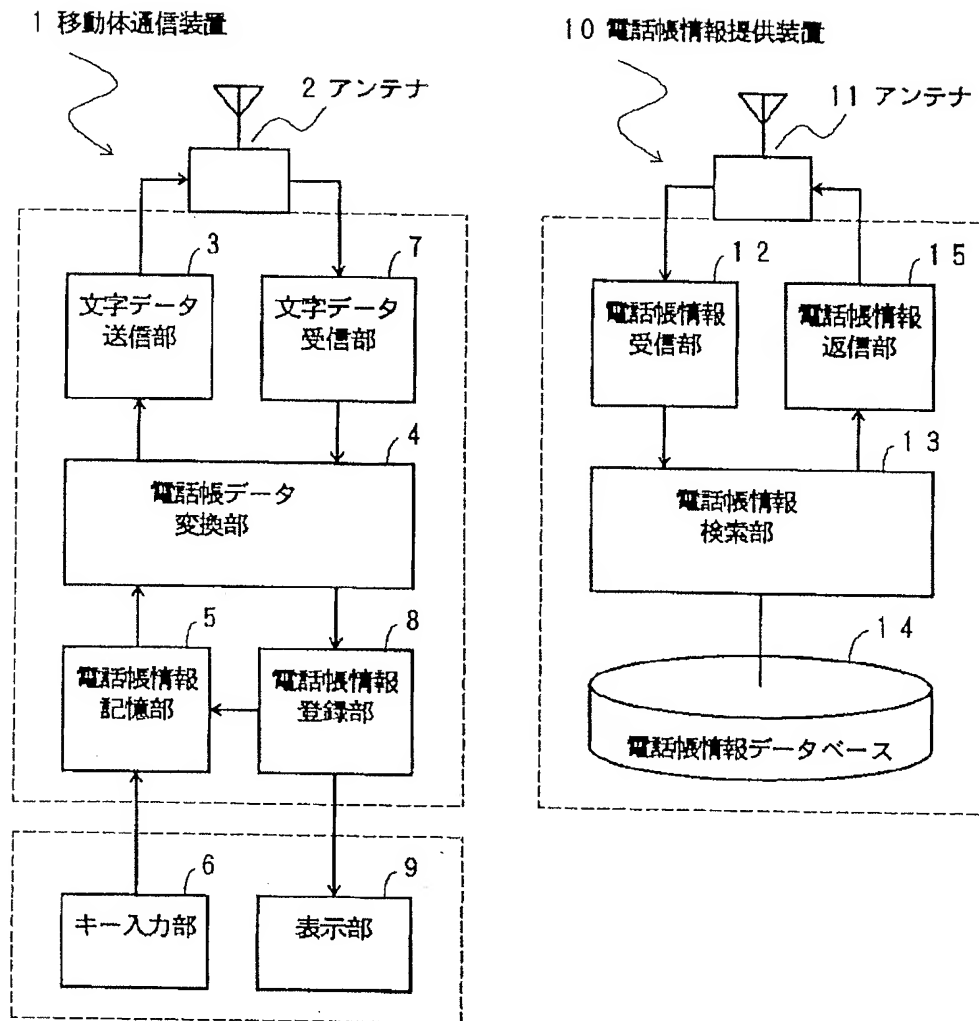 1 移動体通信装置
2 アンテナ
3
文字データ
送信部
7
文字データ
受信部
4
電話帳データ
変換部
5
電話帳情報
記憶部
8
電話帳情報
登録部
6
キー入力部
9
表示部
10 電話帳情報提供装置
11 アンテナ
12
電話帳情報
受信部
15
電話帳情報
返信部
13
電話帳情報
検索部
14
電話帳情報データベース